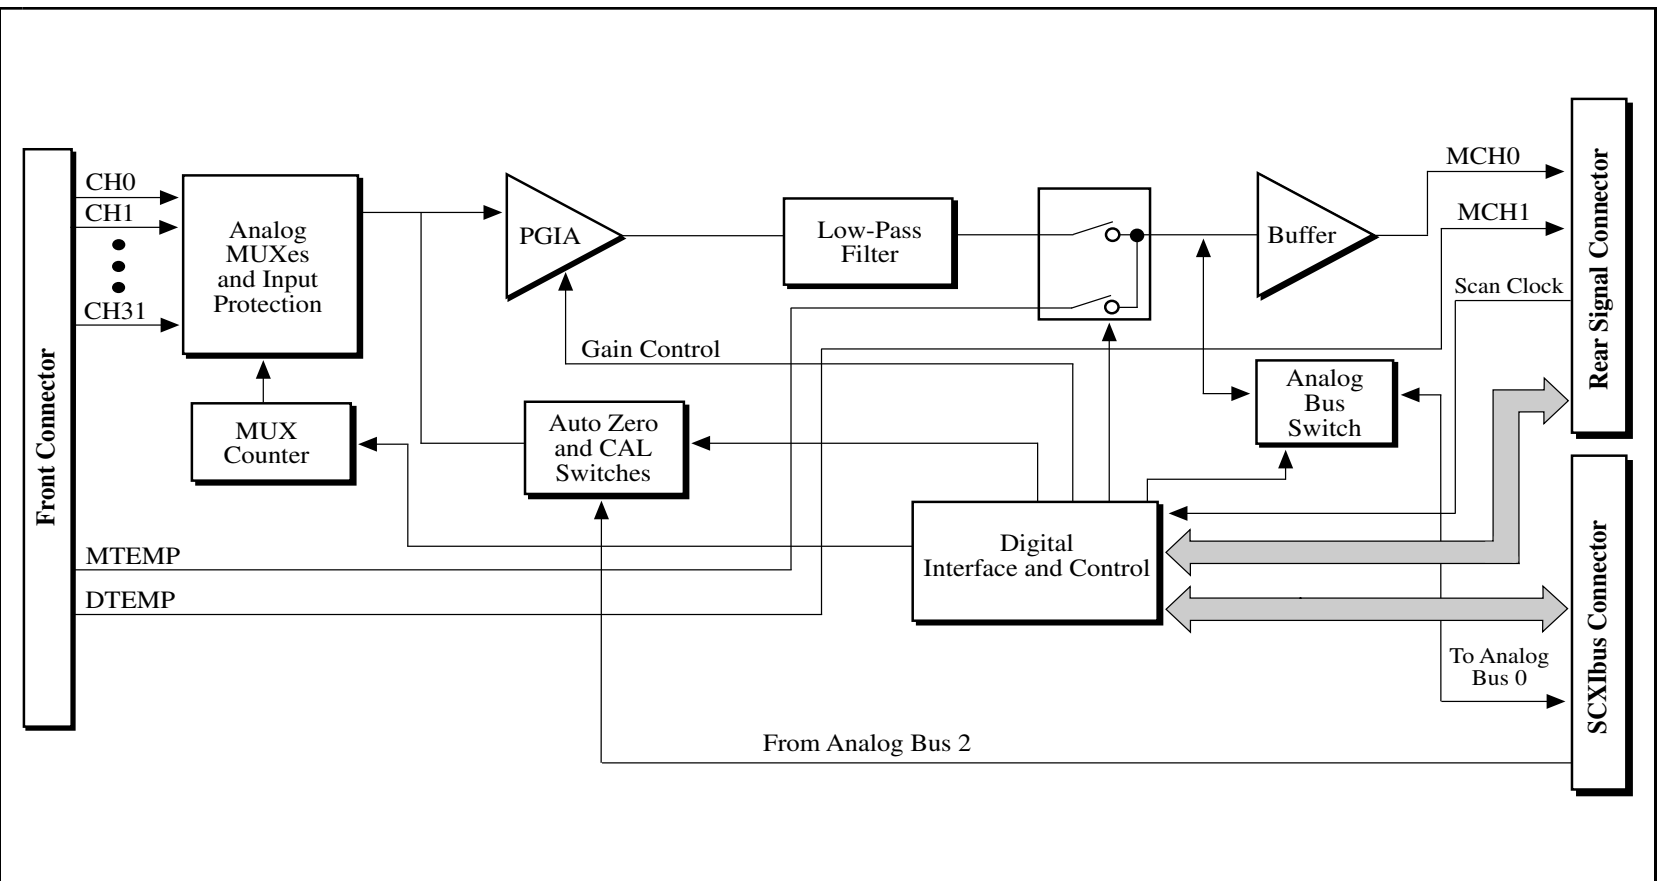 Front Connector
CH0
CH1
CH31
Analog
MUXes
and Input
Protection
MUX
Counter
MTEMP
DTEMP
PGIA
Gain Control
Auto Zero
and CAL
Switches
Low-Pass
Filter
Digital
Interface and Control
Buffer
Analog
Bus
Switch
MCH0
MCH1
Scan Clock
Rear Signal Connector
To Analog
Bus 0
From Analog Bus 2
SCXIbus Connector